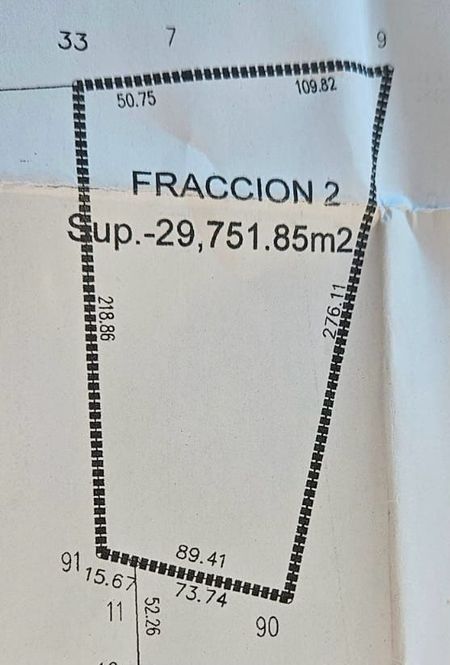 33 7 9
50.75 109.82
FRACCION 2
Sup.-29,751.85m2
218.86 276.11
91 89.41
15.67 73.74
11 52.26 90